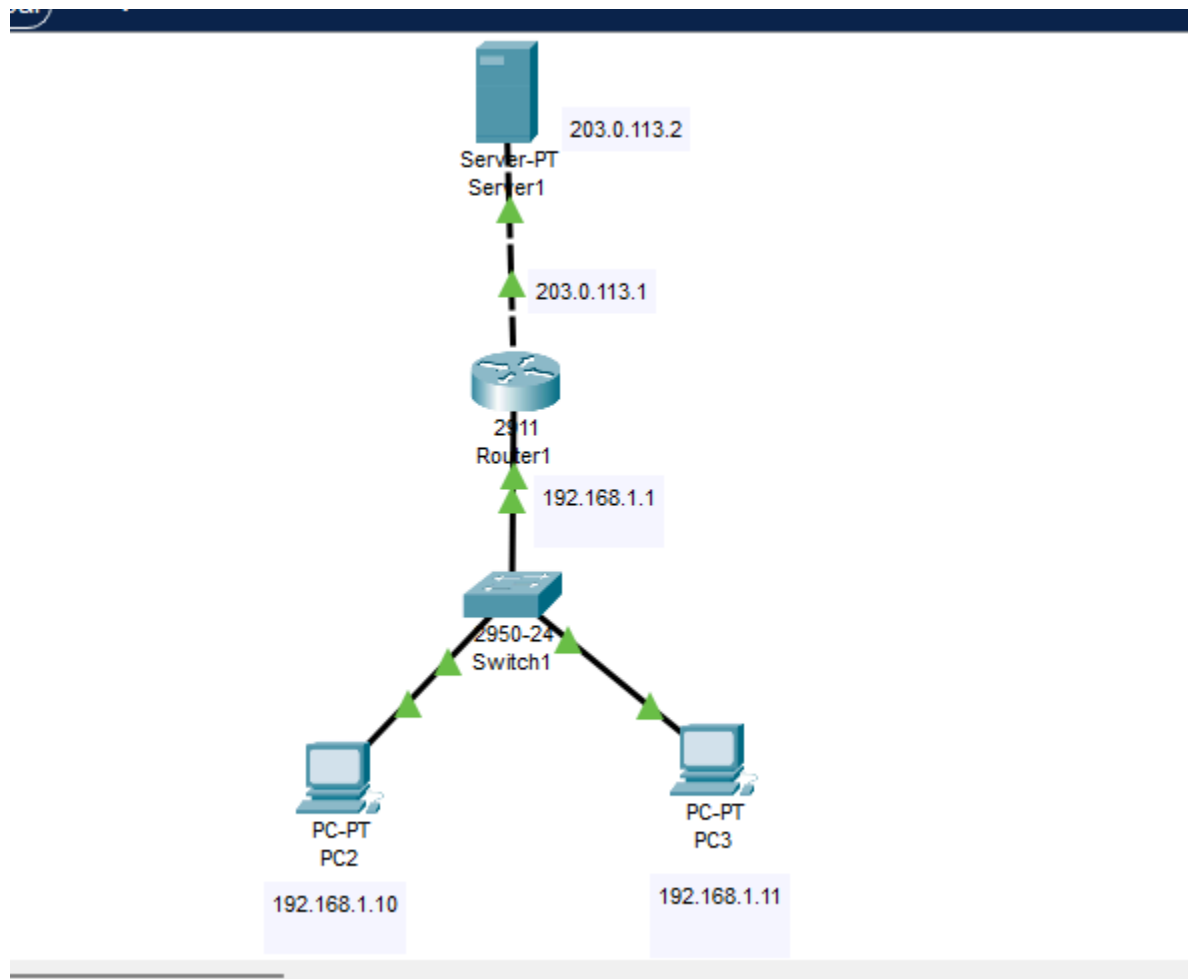 203.0.113.2
Server-PT
Server1
203.0.113.1
2911
Router1
192.168.1.1
2950-24
Switch1
PC-PT
PC2
192.168.1.10
PC-PT
PC3
192.168.1.11